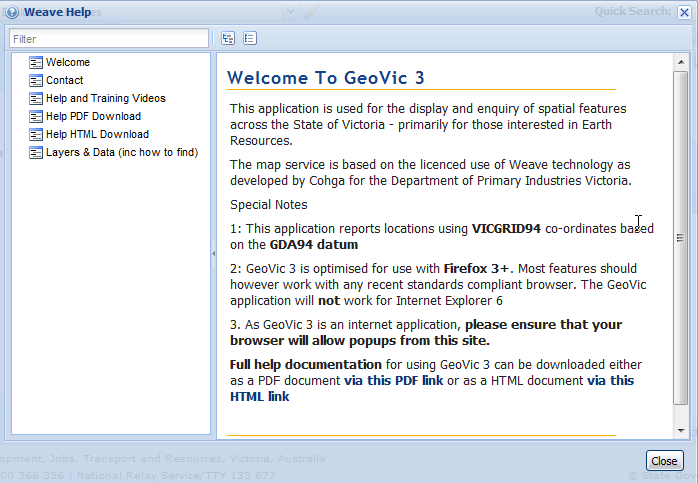 Weave Help
Quick Search:
Filter
Welcome
Contact
Help and Training Videos
Help PDF Download
Help HTML Download
Layers & Data (inc how to find)
Welcome To GeoVic 3
This application is used for the display and enquiry of spatial features
across the State of Victoria - primarily for those interested in Earth
Resources.
The map service is based on the licenced use of Weave technology as
developed by Cohga for the Department of Primary Industries Victoria.
Special Notes
1: This application reports locations using VICGRID94 co-ordinates based
on the GDA94 datum
2: GeoVic 3 is optimised for use with Firefox 3+. Most features should
however work with any recent standards compliant browser. The GeoVic
application will not work for Internet Explorer 6
3. As GeoVic 3 is an internet application, please ensure that your
browser will allow popups from this site.
Full help documentation for using GeoVic 3 can be downloaded either
as a PDF document via this PDF link or as a HTML document via this
HTML link
Close
opment, Jobs, Transport and Resources, Victoria, Australia
00 366 356 | National Relay Service/TTY 133 677
© State Gov